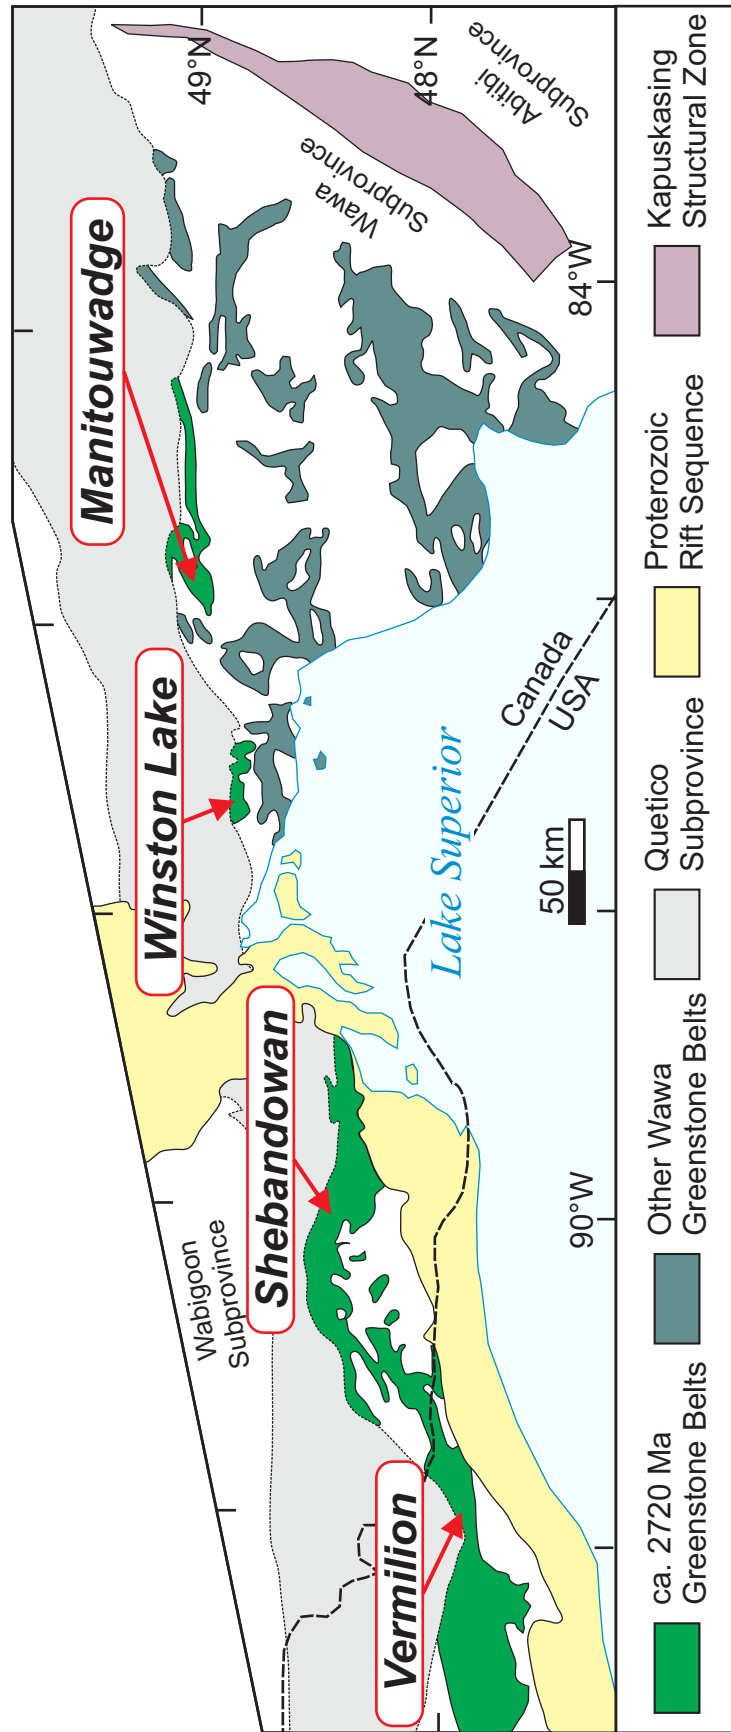 Manitouwadge
Winston Lake
Shebandowan
Vermilion
49°N
48°N
Abitibi
Subprovince
Wawa
Subprovince
Wabigoon
Subprovince
Lake Superior
Canada
USA
50 km
90°W
84°W
ca. 2720 Ma
Greenstone Belts
Other Wawa
Greenstone Belts
Quetico
Subprovince
Proterozoic
Rift Sequence
Kapuskasing
Structural Zone